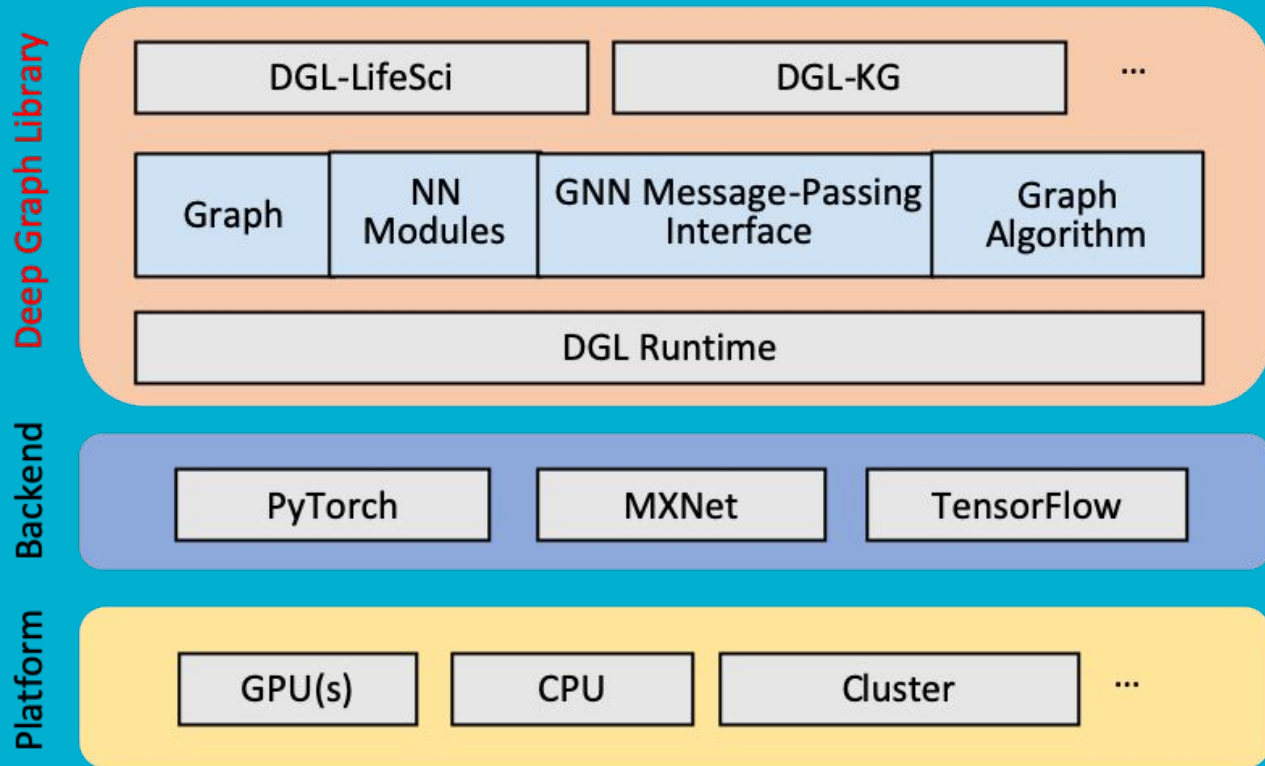 Deep Graph Library
DGL-LifeSci
DGL-KG
...
Graph
NN
Modules
GNN Message-Passing
Interface
Graph
Algorithm
DGL Runtime
Backend
PyTorch
MXNet
TensorFlow
Platform
GPU(s)
CPU
Cluster
...